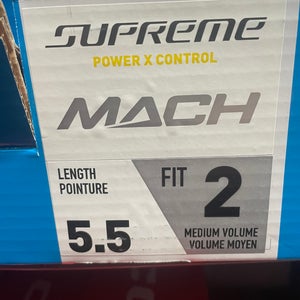 SUPREME
POWER X CONTROL
MACH
LENGTH
POINTURE
5.5
FIT 2
MEDIUM VOLUME
VOLUME MOYEN